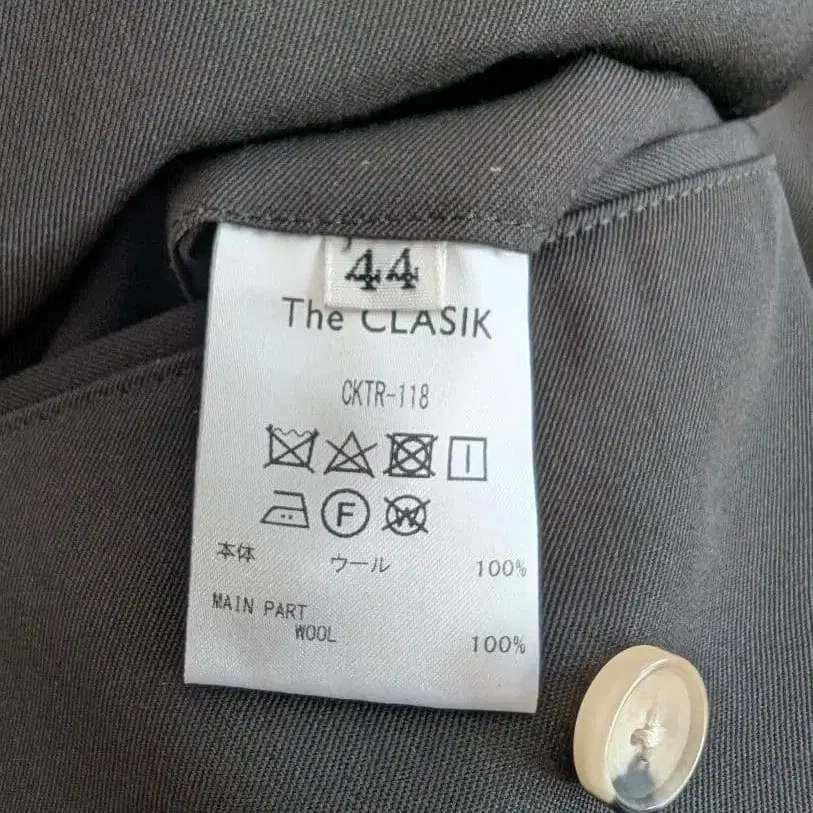 '44
The CLASIK
CKTR-118
F
W
本体 ウール 100%
MAIN PART
WOOL 100%